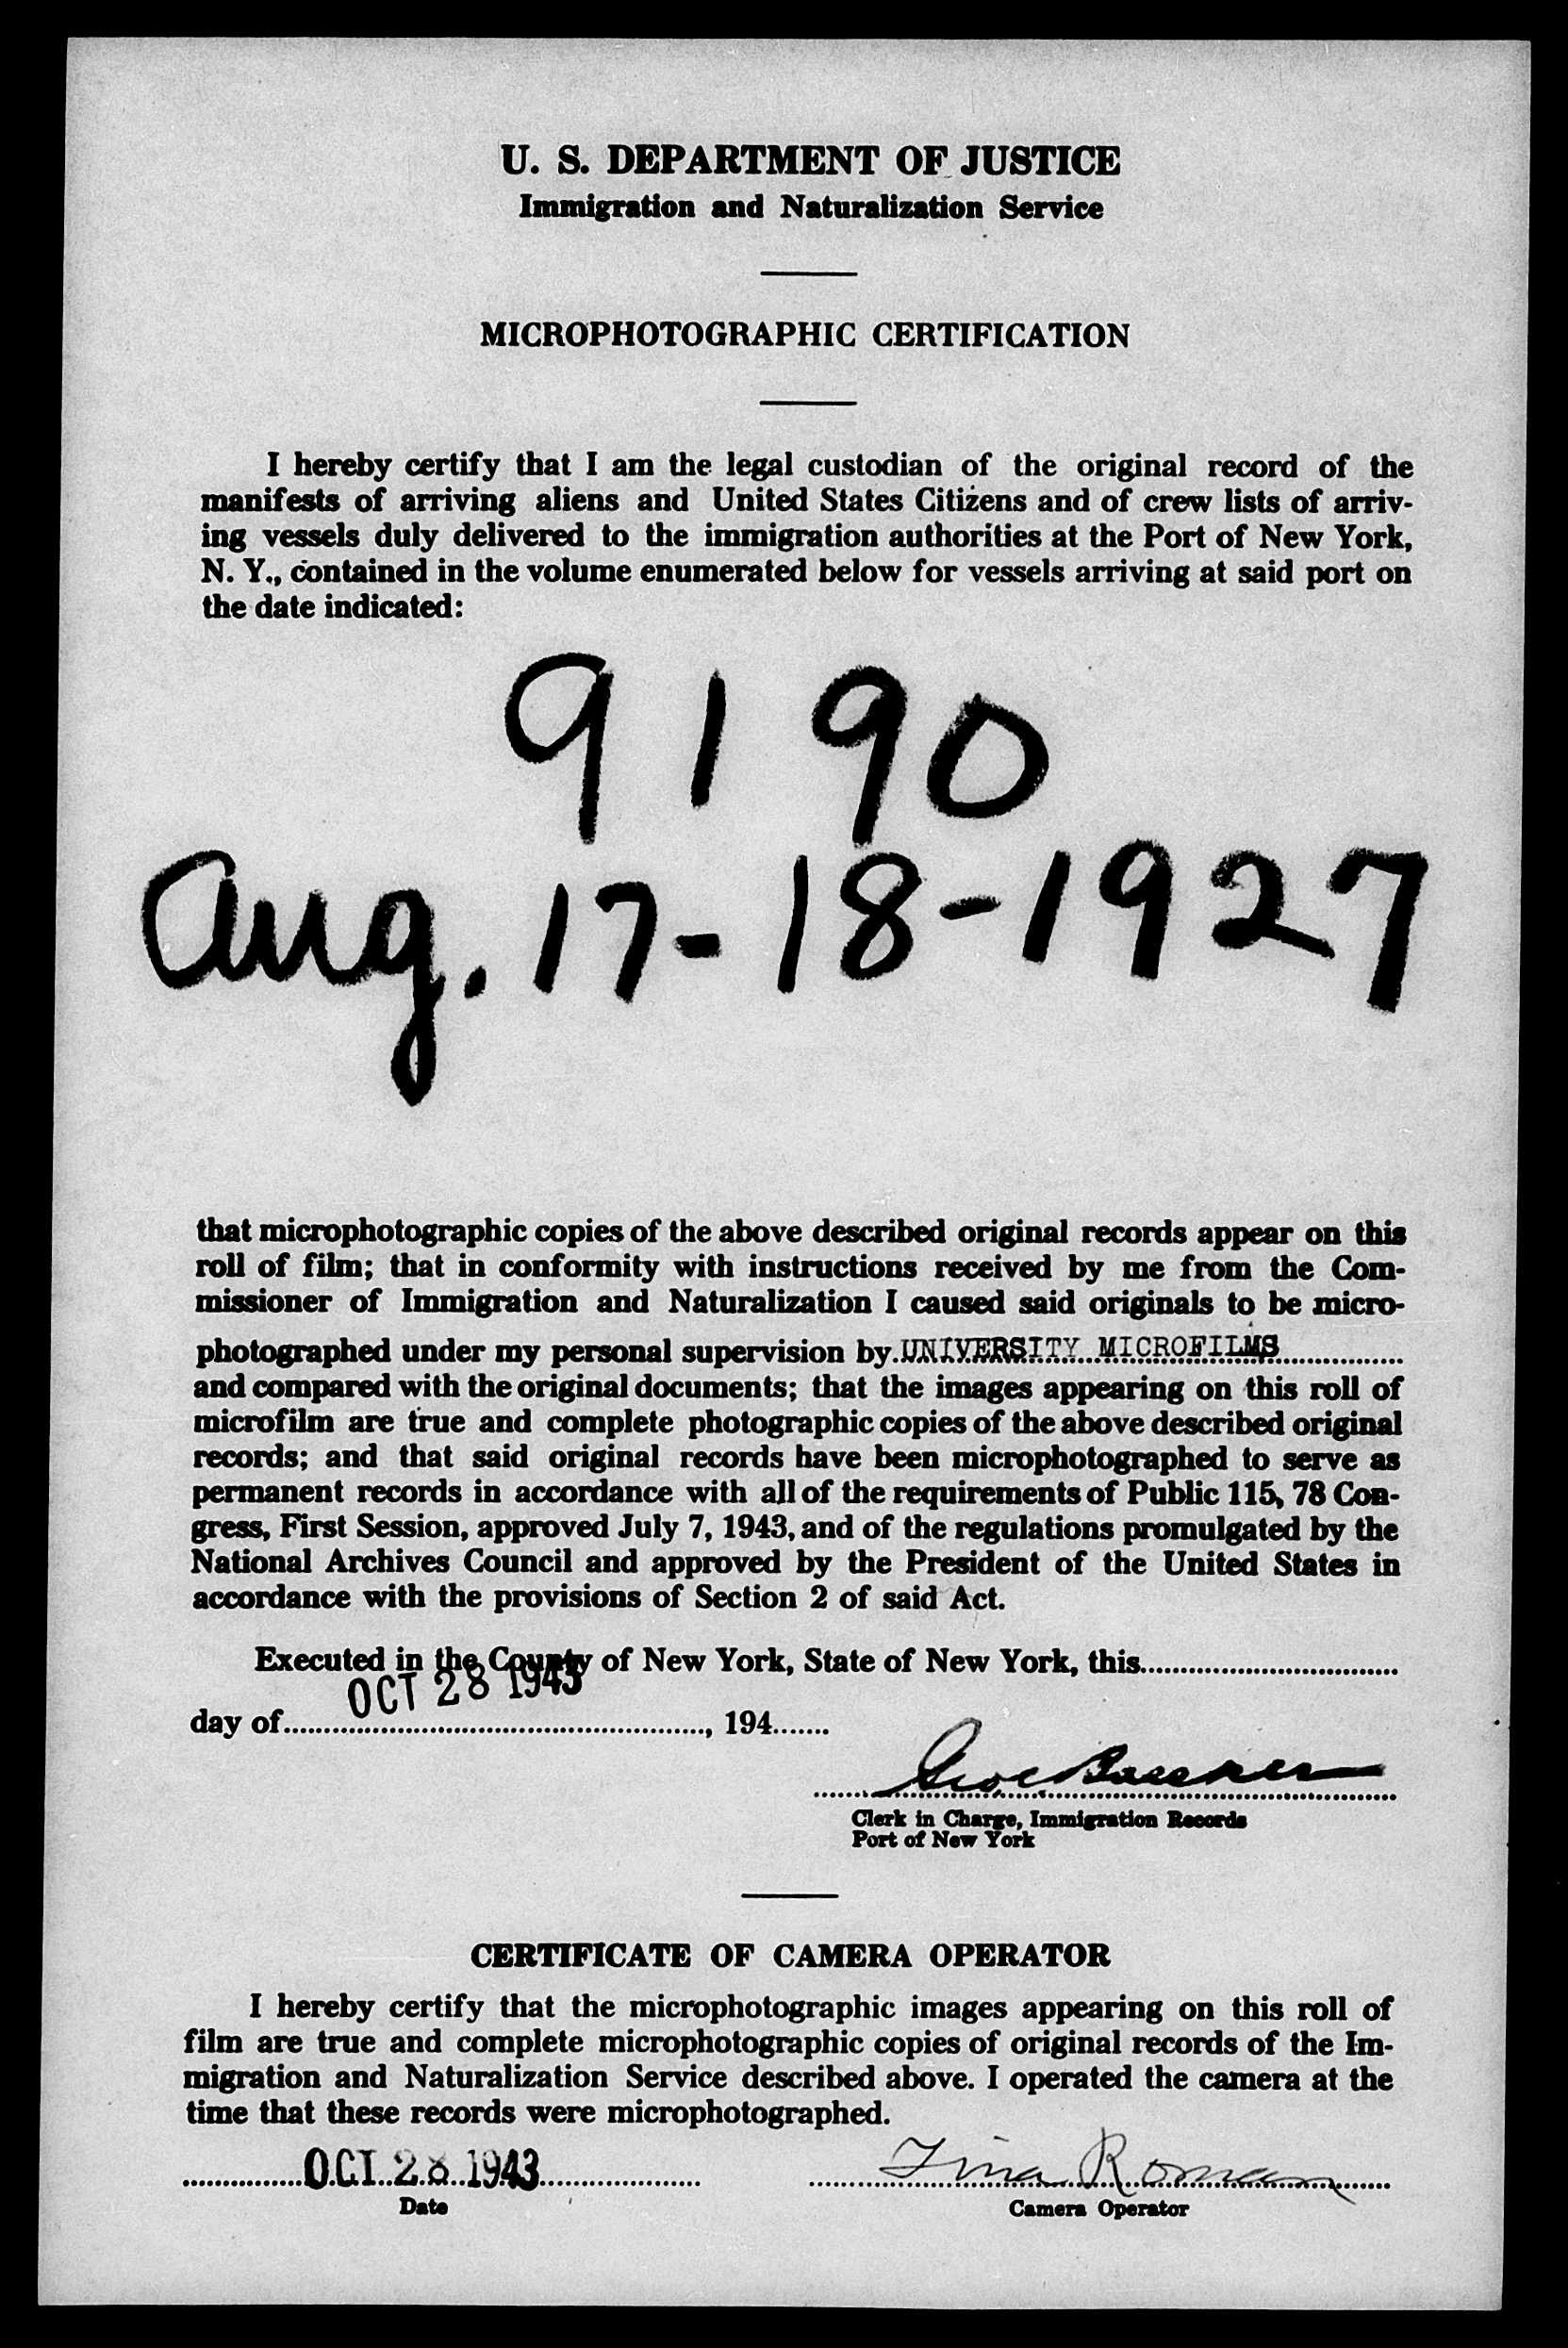 U. S. DEPARTMENT OF JUSTICE
Immigration and Naturalization Service
MICROPHOTOGRAPHIC CERTIFICATION
I hereby certify that I am the legal custodian of the original record of the
manifests of arriving aliens and United States Citizens and of crew lists of arriv-
ing vessels duly delivered to the immigration authorities at the Port of New York,
N. Y., contained in the volume enumerated below for vessels arriving at said port on
the date indicated:
9190
Aug. 17-18-1927
that microphotographic copies of the above described original records appear on this
roll of film; that in conformity with instructions received by me from the Com-
missioner of Immigration and Naturalization I caused said originals to be micro-
photographed under my personal supervision by UNIVERSITY MICROFILMS
and compared with the original documents; that the images appearing on this roll of
microfilm are true and complete photographic copies of the above described original
records; and that said original records have been microphotographed to serve as
permanent records in accordance with all of the requirements of Public 115, 78 Con-
gress, First Session, approved July 7, 1943, and of the regulations promulgated by the
National Archives Council and approved by the President of the United States in
accordance with the provisions of Section 2 of said Act.
Executed in the County of New York, State of New York, this
OCT 28 1943
day of , 194
Clerk in Charge, Immigration Records
Port of New York
CERTIFICATE OF CAMERA OPERATOR
I hereby certify that the microphotographic images appearing on this roll of
film are true and complete microphotographic copies of original records of the Im-
migration and Naturalization Service described above. I operated the camera at the
time that these records were microphotographed.
OCT 28 1943 Tina Roman
Date Camera Operator